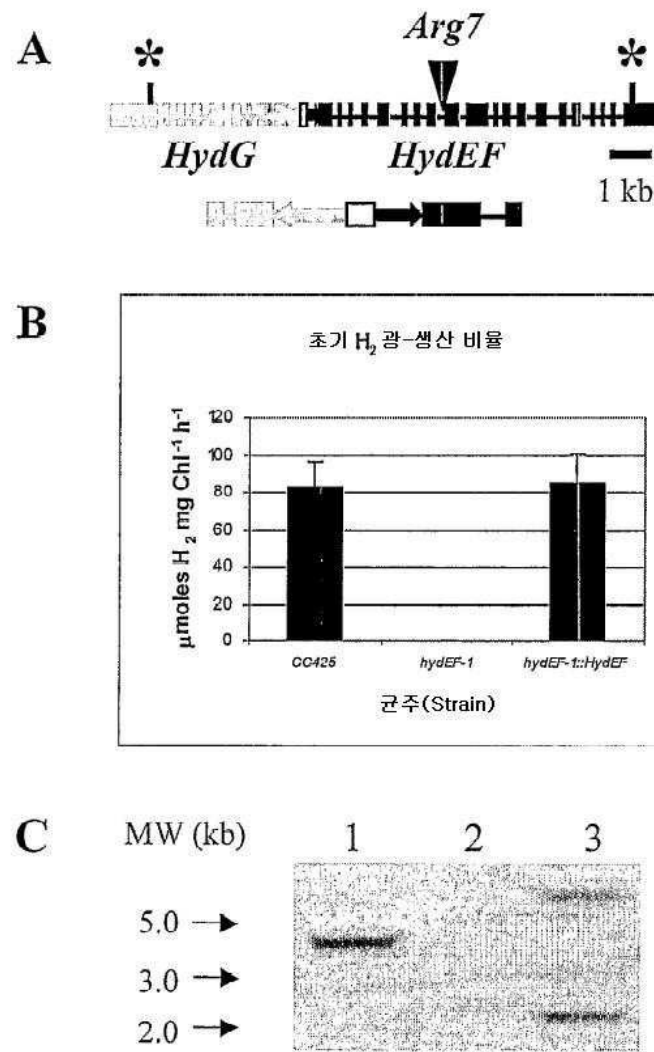 A
Arg7
* *
HydG HydEF
1 kb
B
초기 H₂ 광-생산 비율
μmoles H₂ mg Chl⁻¹ h⁻¹
120
100
80
60
40
20
0
CC425 hydEF-1 hydEF-1::HydEF
균주(Strain)
C
MW (kb) 1 2 3
5.0
3.0
2.0